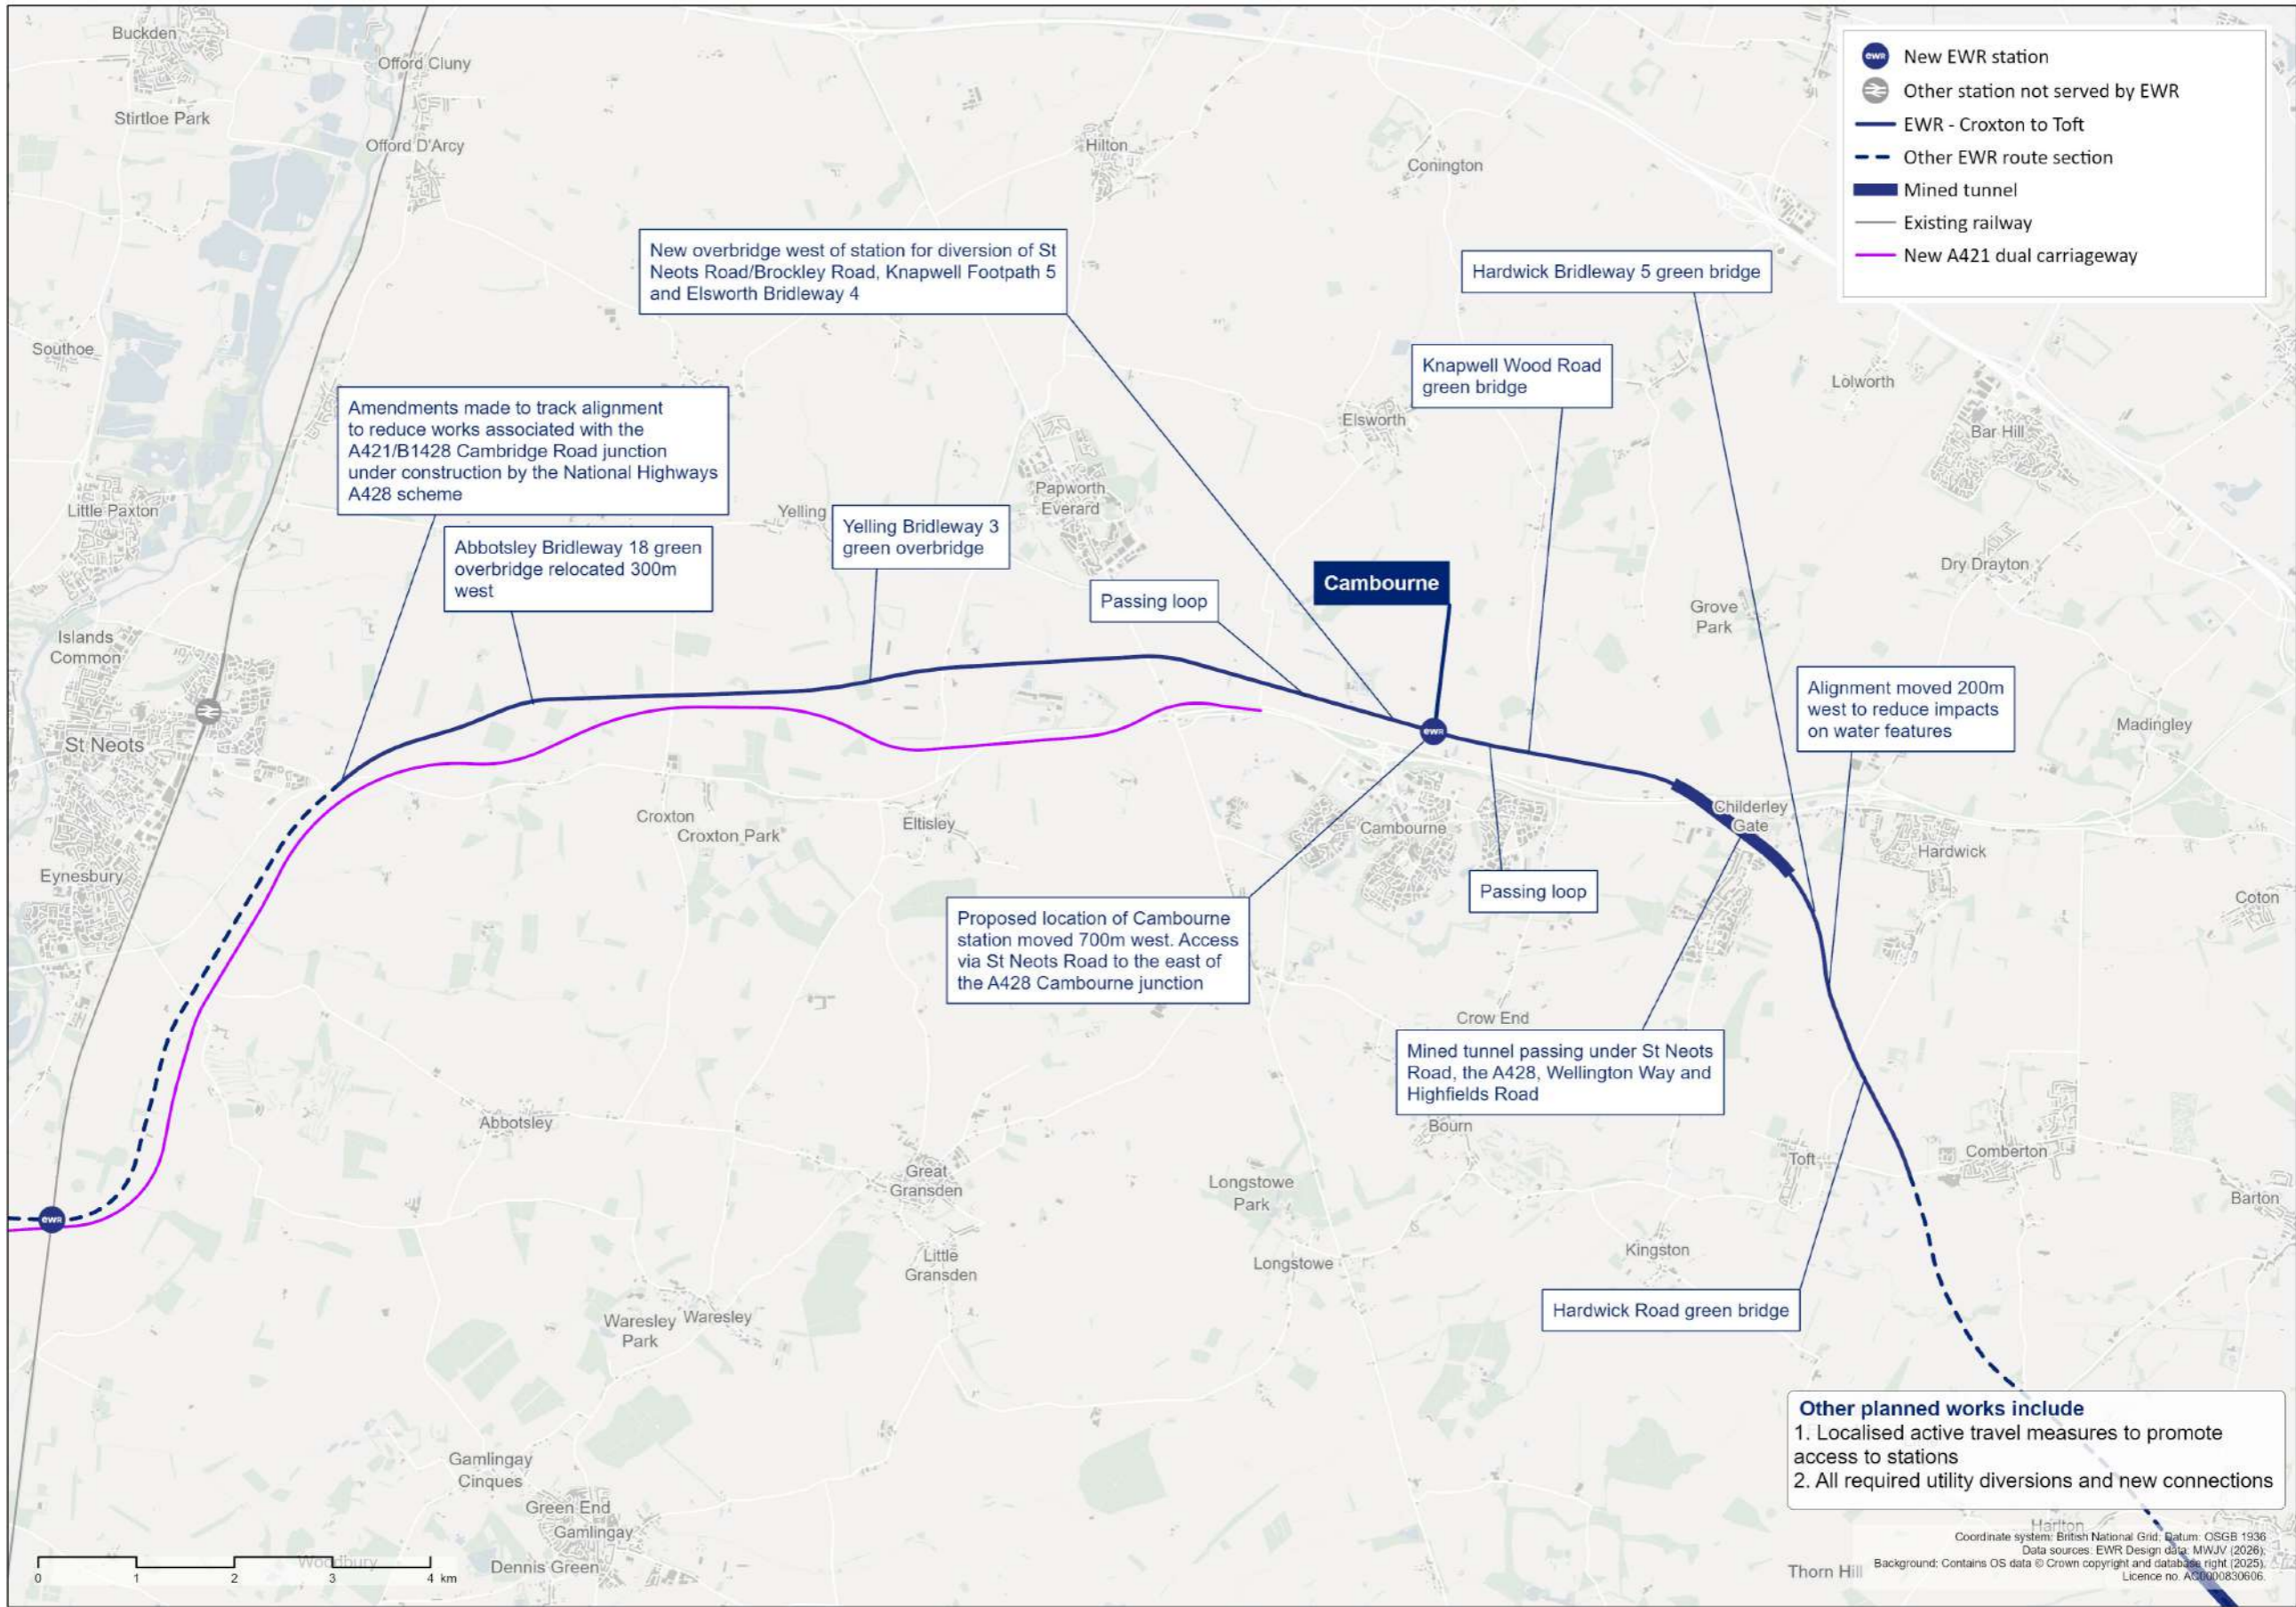 Buckden
Offord Cluny
Stirtloe Park
Offord D'Arcy
Hilton
Conington
ewr
New EWR station
Other station not served by EWR
EWR - Croxton to Toft
Other EWR route section
Mined tunnel
Existing railway
New A421 dual carriageway
New overbridge west of station for diversion of St
Neots Road/Brockley Road, Knapwell Footpath 5
and Elsworth Bridleway 4
Hardwick Bridleway 5 green bridge
Southoe
Knapwell Wood Road
green bridge
Lolworth
Amendments made to track alignment
to reduce works associated with the
A421/B1428 Cambridge Road junction
under construction by the National Highways
A428 scheme
Elsworth
Bar Hill
Little Paxton
Yelling
Papworth
Everard
Yelling Bridleway 3
green overbridge
Abbotsley Bridleway 18 green
overbridge relocated 300m
west
Dry Drayton
Cambourne
Passing loop
Grove
Park
Islands
Common
Alignment moved 200m
west to reduce impacts
on water features
Madingley
St Neots
ewr
Croxton
Croxton Park
Eltisley
Cambourne
Childerley
Gate
Hardwick
Eynesbury
Passing loop
Coton
Proposed location of Cambourne
station moved 700m west. Access
via St Neots Road to the east of
the A428 Cambourne junction
Crow End
Mined tunnel passing under St Neots
Road, the A428, Wellington Way and
Highfields Road
Abbotsley
Bourn
Toft
Comberton
Great
Gransden
Longstowe
Park
Barton
ewr
Little
Gransden
Longstowe
Kingston
Waresley
Park
Waresley
Hardwick Road green bridge
Other planned works include
1. Localised active travel measures to promote
access to stations
2. All required utility diversions and new connections
Gamlingay
Cinques
Green End
Gamlingay
Dennis Green
Woodbury
0 1 2 3 4 km
Harlton
Thorn Hill
Coordinate system: British National Grid; Datum: OSGB 1936
Data sources: EWR Design data: MWJV (2026);
Background: Contains OS data © Crown copyright and database right (2025).
Licence no. AC0000830606.